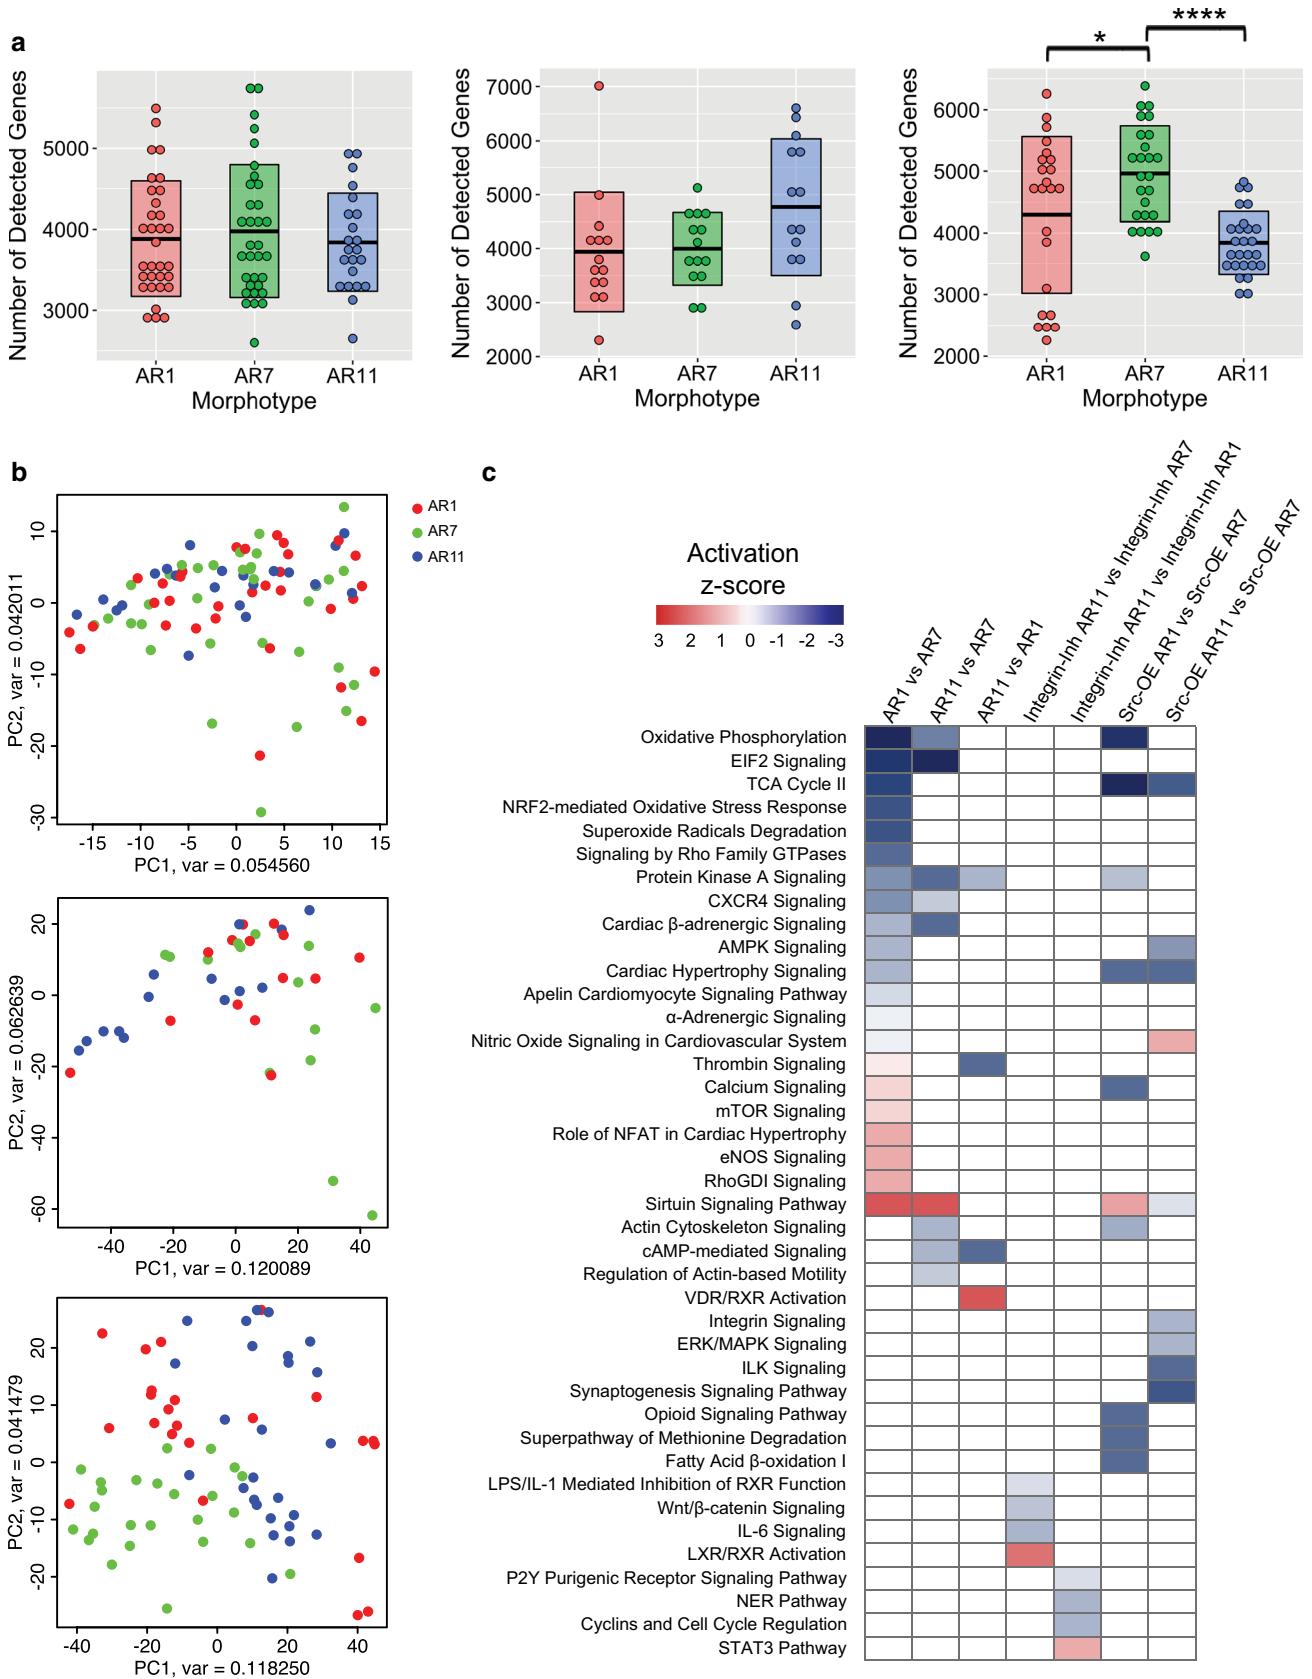 a
Number of Detected Genes
5000
4000
3000
AR1
AR7
AR11
Morphotype
Number of Detected Genes
7000
6000
5000
4000
3000
2000
AR1
AR7
AR11
Morphotype
*
****
Number of Detected Genes
6000
5000
4000
3000
2000
AR1
AR7
AR11
Morphotype
b
AR1
AR7
AR11
PC2, var = 0.042011
10
0
-10
-20
-30
-15
-10
-5
0
5
10
15
PC1, var = 0.054560
PC2, var = 0.062639
20
0
-20
-40
-60
-40
-20
0
20
40
PC1, var = 0.120089
PC2, var = 0.041479
20
10
0
-10
-20
-40
-20
0
20
40
PC1, var = 0.118250
c
Activation
z-score
3 2 1 0 -1 -2 -3
AR1 vs AR7
AR11 vs AR7
AR11 vs AR1
Integrin-Inh AR11 vs Integrin-Inh AR7
Integrin-Inh AR11 vs Integrin-Inh AR1
Src-OE AR1 vs Src-OE AR7
Src-OE AR11 vs Src-OE AR7
Oxidative Phosphorylation
EIF2 Signaling
TCA Cycle II
NRF2-mediated Oxidative Stress Response
Superoxide Radicals Degradation
Signaling by Rho Family GTPases
Protein Kinase A Signaling
CXCR4 Signaling
Cardiac β-adrenergic Signaling
AMPK Signaling
Cardiac Hypertrophy Signaling
Apelin Cardiomyocyte Signaling Pathway
α-Adrenergic Signaling
Nitric Oxide Signaling in Cardiovascular System
Thrombin Signaling
Calcium Signaling
mTOR Signaling
Role of NFAT in Cardiac Hypertrophy
eNOS Signaling
RhoGDI Signaling
Sirtuin Signaling Pathway
Actin Cytoskeleton Signaling
cAMP-mediated Signaling
Regulation of Actin-based Motility
VDR/RXR Activation
Integrin Signaling
ERK/MAPK Signaling
ILK Signaling
Synaptogenesis Signaling Pathway
Opioid Signaling Pathway
Superpathway of Methionine Degradation
Fatty Acid β-oxidation I
LPS/IL-1 Mediated Inhibition of RXR Function
Wnt/β-catenin Signaling
IL-6 Signaling
LXR/RXR Activation
P2Y Purigenic Receptor Signaling Pathway
NER Pathway
Cyclins and Cell Cycle Regulation
STAT3 Pathway